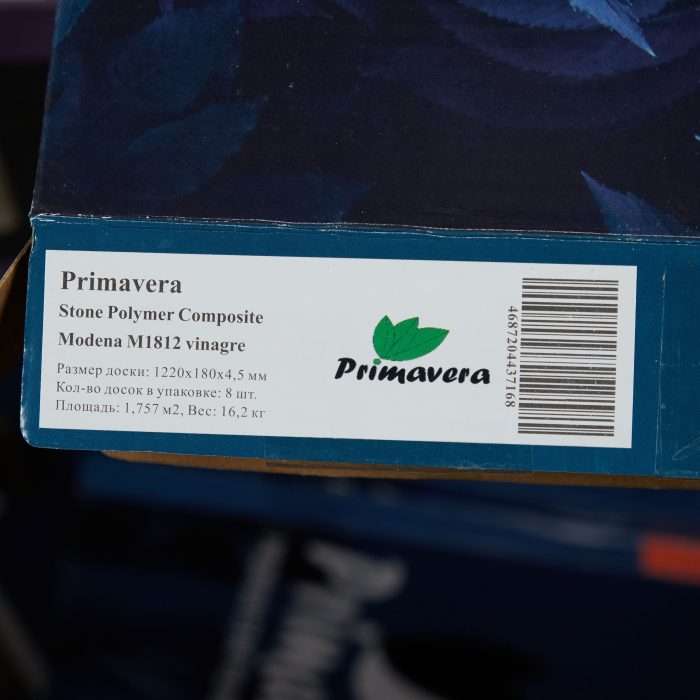 Primavera
Stone Polymer Composite
Modena M1812 vinagre
Размер доски: 1220х180х4,5 мм
Кол-во досок в упаковке: 8 шт.
Площадь: 1,757 м2, Вес: 16,2 кг
Primavera
4687204437168